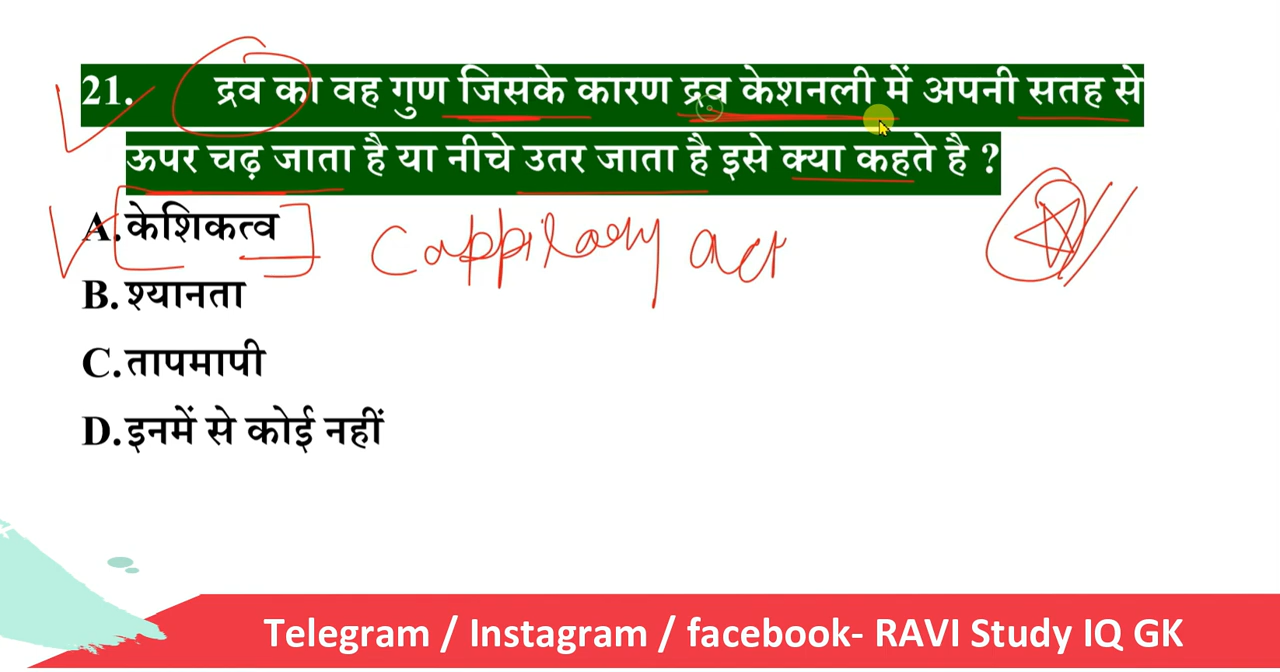 21. द्रव का वह गुण जिसके कारण द्रव केशनली में अपनी सतह से
ऊपर चढ़ जाता है या नीचे उतर जाता है इसे क्या कहते है ?
A. केशिकत्व
Cappilary act
B. श्यानता
C. तापमापी
D. इनमें से कोई नहीं
Telegram / Instagram / facebook- RAVI Study IQ GK